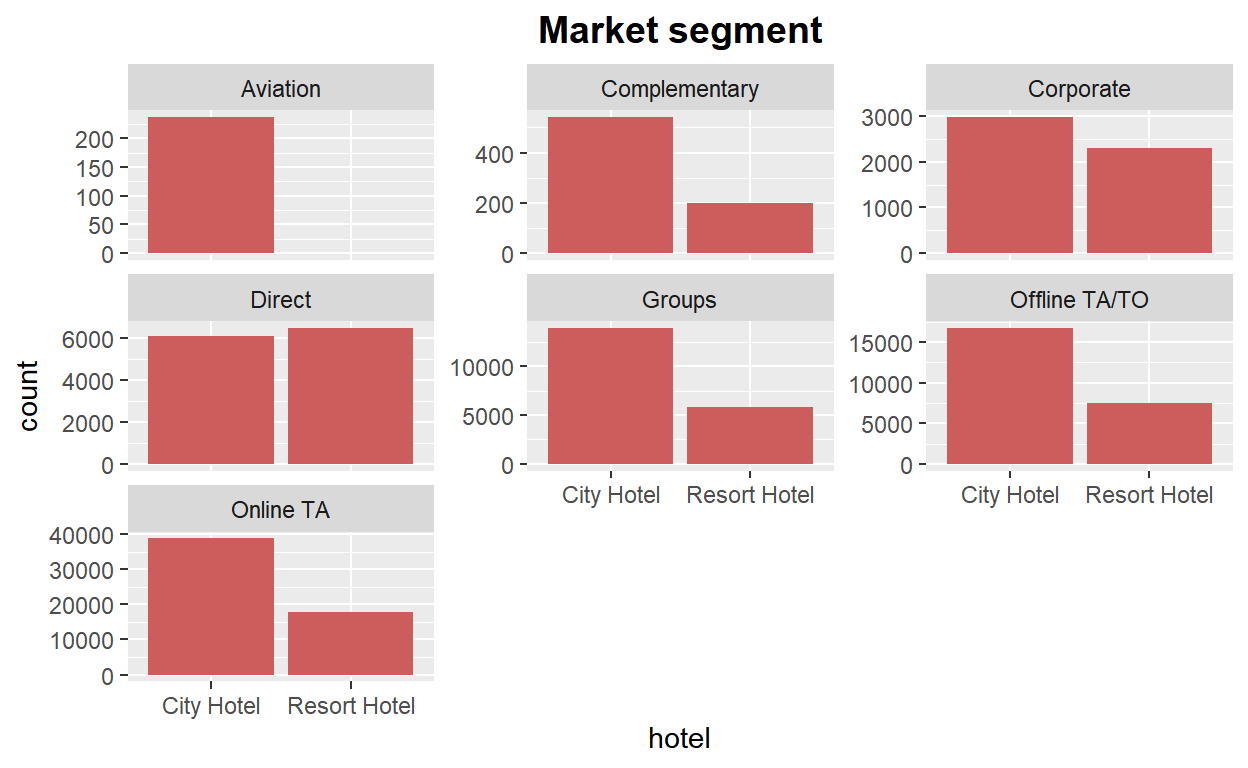 Market segment
Aviation
Complementary
Corporate
200
150
100
50
0
400
200
0
3000
2000
1000
0
Direct
Groups
Offline TA/TO
6000
4000
2000
0
10000
5000
0
15000
10000
5000
0
count
City Hotel Resort Hotel
City Hotel Resort Hotel
Online TA
40000
30000
20000
10000
0
City Hotel Resort Hotel
hotel